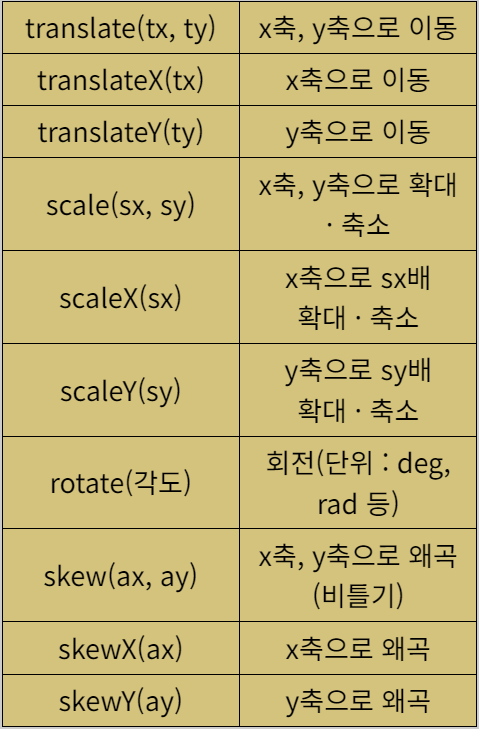 translate(tx, ty) x축, y축으로 이동
translateX(tx) x축으로 이동
translateY(ty) y축으로 이동
scale(sx, sy) x축, y축으로 확대
· 축소
scaleX(sx) x축으로 sx배
확대 · 축소
scaleY(sy) y축으로 sy배
확대 · 축소
rotate(각도) 회전(단위 : deg,
rad 등)
skew(ax, ay) x축, y축으로 왜곡
(비틀기)
skewX(ax) x축으로 왜곡
skewY(ay) y축으로 왜곡